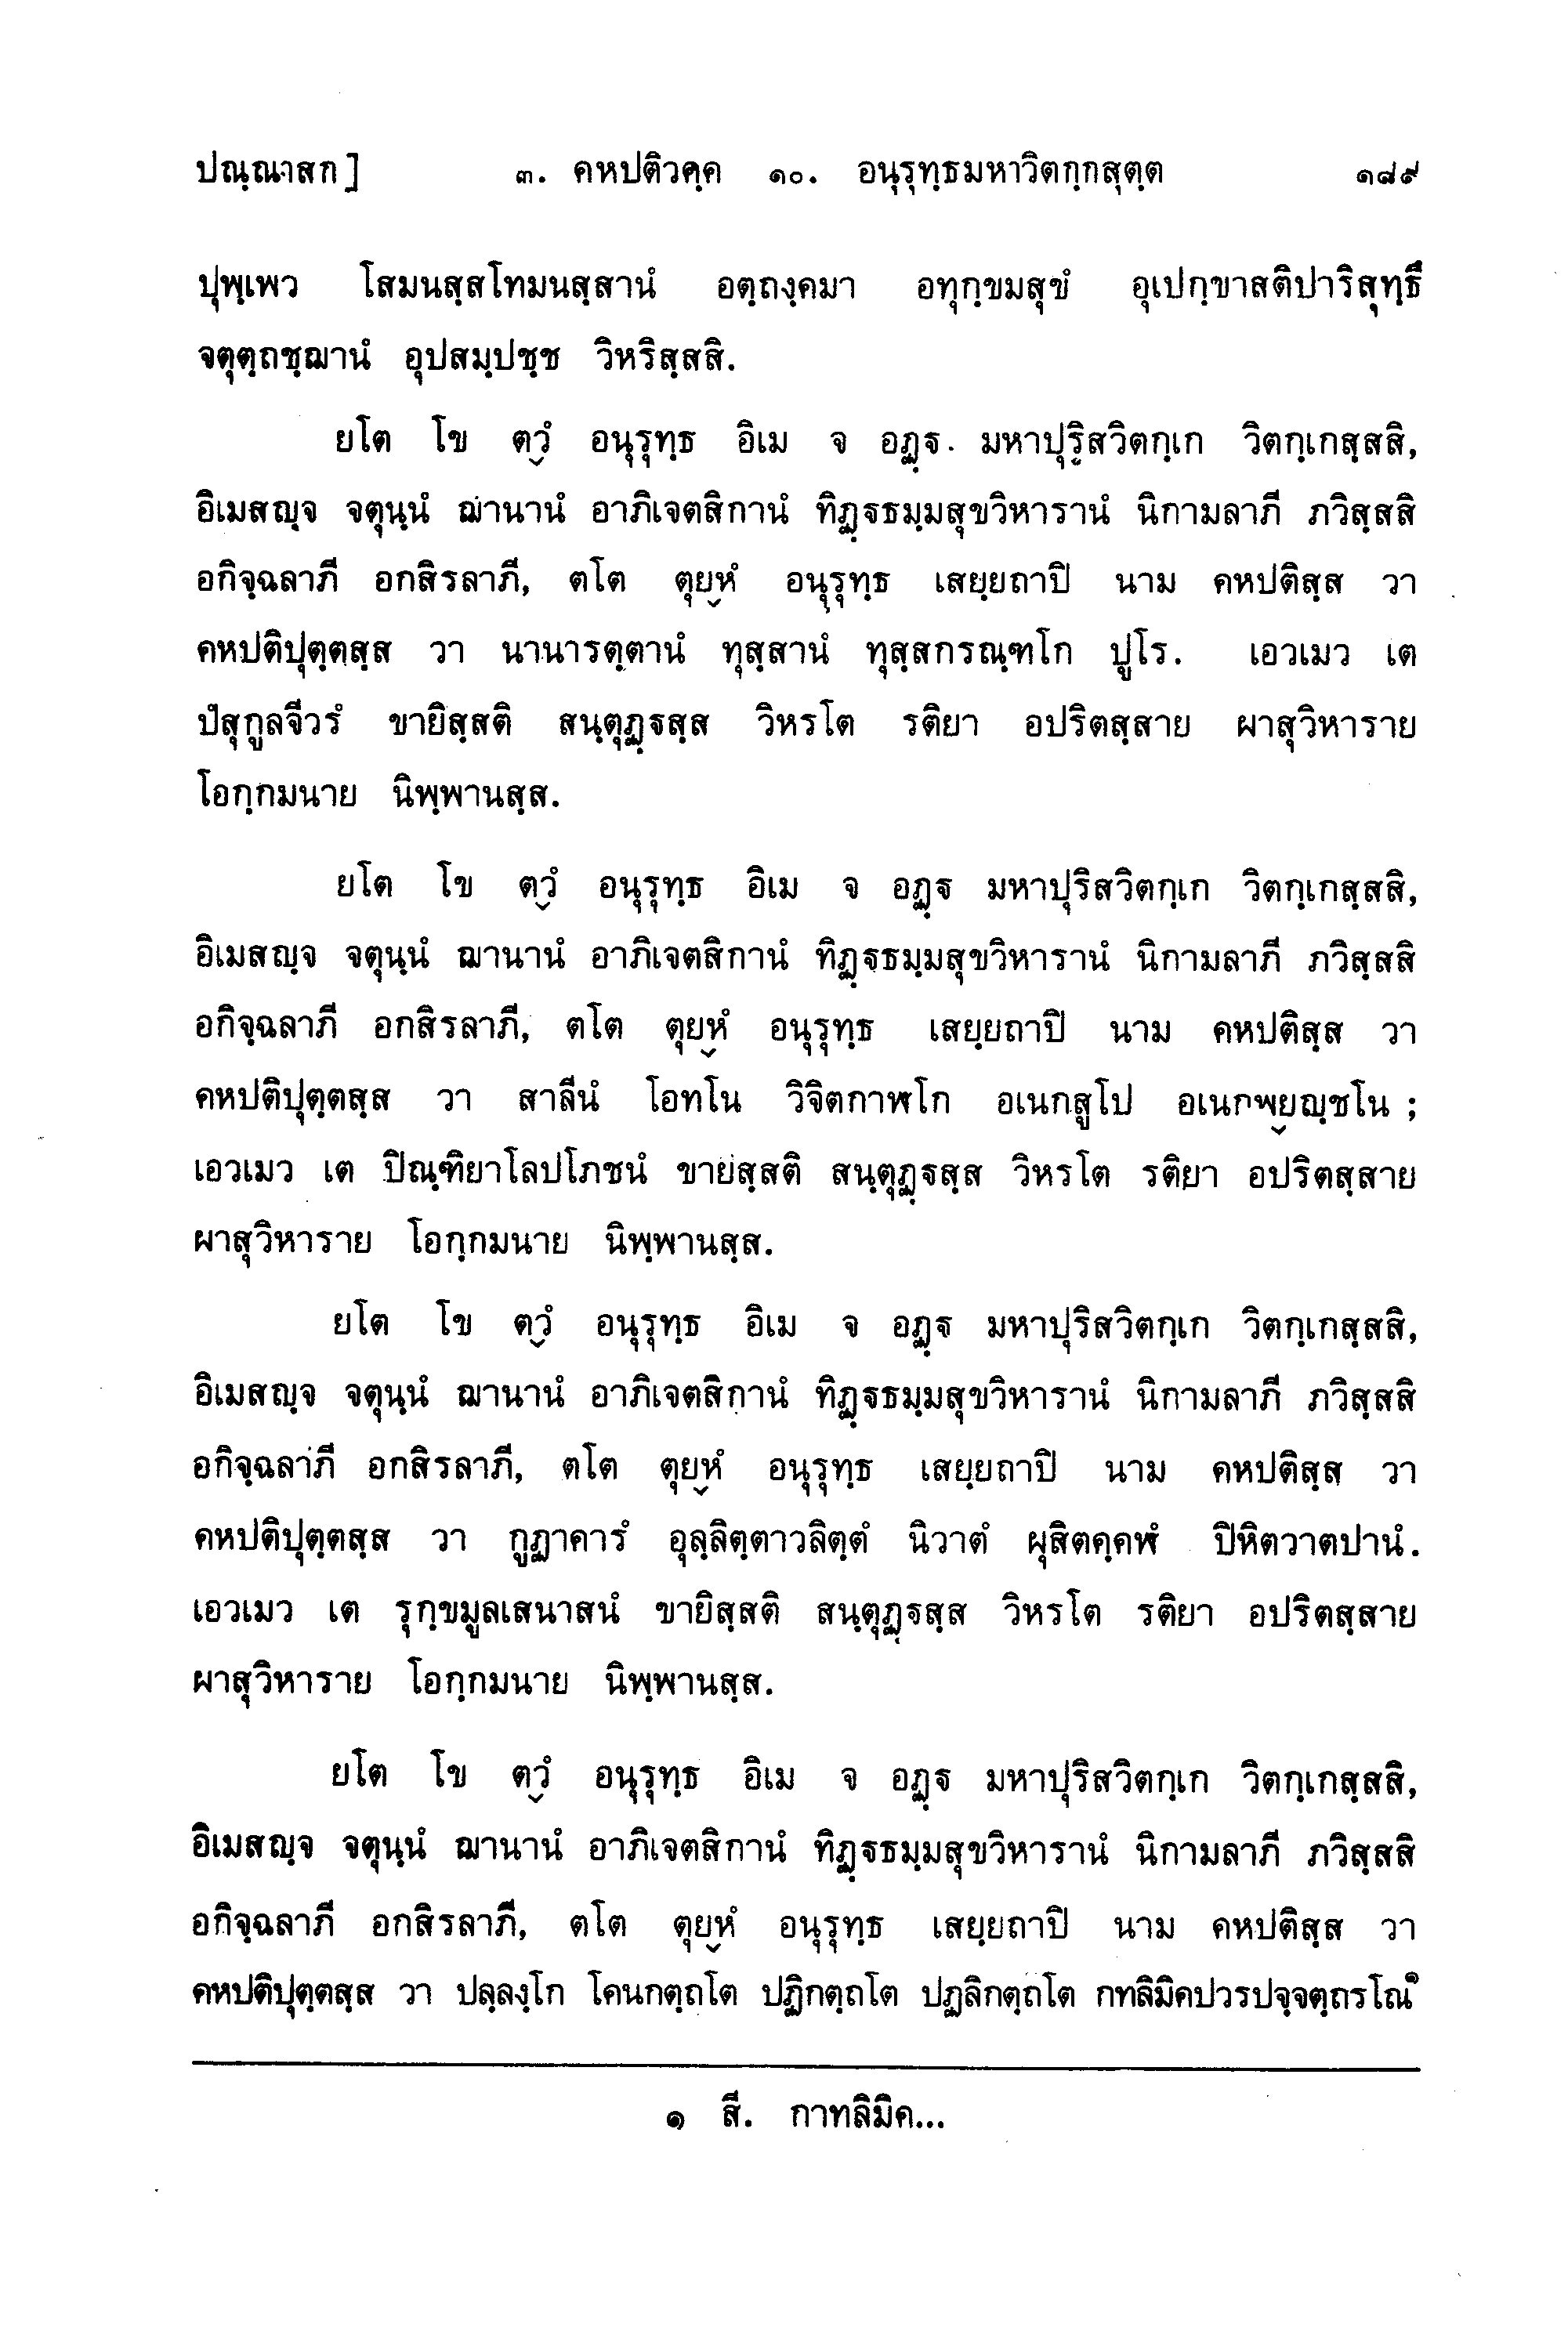 ปณฺณาสก]	๓. คหปติวคฺค ๑๐. อนุรุทฺธมหาวิตกฺกสุตฺต	๑๘๙
ปุพฺเพว โสมนสฺสโทมนสฺสานํ อตฺถงฺคมา อทุกฺขมสุขํ อุเปกฺขาสติปาริสุทฺธึ
จตุตฺถชฺฌานํ อุปสมฺปชฺช วิหริสฺสสิ.
ยโต โข ตฺวํ อนุรุทฺธ อิเม จ อฏฺฐ มหาปุริสวิตกฺเก วิตกฺเกสฺสสิ,
อิเมสญฺจ จตุนฺนํ ฌานานํ อาภิเจตสิกานํ ทิฏฺฐธมฺมสุขวิหารานํ นิกามลาภี ภวิสฺสสิ
อกิจฺฉลาภี อกสิรลาภี, ตโต ตุยฺหํ อนุรุทฺธ เสยฺยถาปิ นาม คหปติสฺส วา
คหปติปุตฺตสฺส วา นานารตฺตานํ ทุสฺสานํ ทุสฺสกรณฺฑโก ปูโร. เอวเมว เต
ปํสุกูลจีวรํ ขายิสฺสติ สนฺตุฏฺฐสฺส วิหรโต รติยา อปริตสฺสาย ผาสุวิหาราย
โอกฺกมนาย นิพฺพานสฺส.
ยโต โข ตฺวํ อนุรุทฺธ อิเม จ อฏฺฐ มหาปุริสวิตกฺเก วิตกฺเกสฺสสิ,
อิเมสญฺจ จตุนฺนํ ฌานานํ อาภิเจตสิกานํ ทิฏฺฐธมฺมสุขวิหารานํ นิกามลาภี ภวิสฺสสิ
อกิจฺฉลาภี อกสิรลาภี, ตโต ตุยฺหํ อนุรุทฺธ เสยฺยถาปิ นาม คหปติสฺส วา
คหปติปุตฺตสฺส วา สาลีนํ โอทโน วิจิตกาฬโก อเนกสูโป อเนกพฺยญฺชโน ;
เอวเมว เต ปิณฺฑิยาโลปโภชนํ ขายิสฺสติ สนฺตุฏฺฐสฺส วิหรโต รติยา อปริตสฺสาย
ผาสุวิหาราย โอกฺกมนาย นิพฺพานสฺส.
ยโต โข ตฺวํ อนุรุทฺธ อิเม จ อฏฺฐ มหาปุริสวิตกฺเก วิตกฺเกสฺสสิ,
อิเมสญฺจ จตุนฺนํ ฌานานํ อาภิเจตสิกานํ ทิฏฺฐธมฺมสุขวิหารานํ นิกามลาภี ภวิสฺสสิ
อกิจฺฉลาภี อกสิรลาภี, ตโต ตุยฺหํ อนุรุทฺธ เสยฺยถาปิ นาม คหปติสฺส วา
คหปติปุตฺตสฺส วา กูฏาคารํ อุลฺลิตฺตาวลิตฺตํ นิวาตํ ผุสิตคฺคฬํ ปิหิตวาตปานํ.
เอวเมว เต รุกฺขมูลเสนาสนํ ขายิสฺสติ สนฺตุฏฺฐสฺส วิหรโต รติยา อปริตสฺสาย
ผาสุวิหาราย โอกฺกมนาย นิพฺพานสฺส.
ยโต โข ตฺวํ อนุรุทฺธ อิเม จ อฏฺฐ มหาปุริสวิตกฺเก วิตกฺเกสฺสสิ,
อิเมสญฺจ จตุนฺนํ ฌานานํ อาภิเจตสิกานํ ทิฏฺฐธมฺมสุขวิหารานํ นิกามลาภี ภวิสฺสสิ
อกิจฺฉลาภี อกสิรลาภี, ตโต ตุยฺหํ อนุรุทฺธ เสยฺยถาปิ นาม คหปติสฺส วา
คหปติปุตฺตสฺส วา ปลฺลงฺโก โคนกตฺถโต ปฏิกตฺถโต ปฏลิกตฺถโต กทลิมิคปวรปจฺจตฺถรโณ๑
๑ สี. กาทลิมิค...